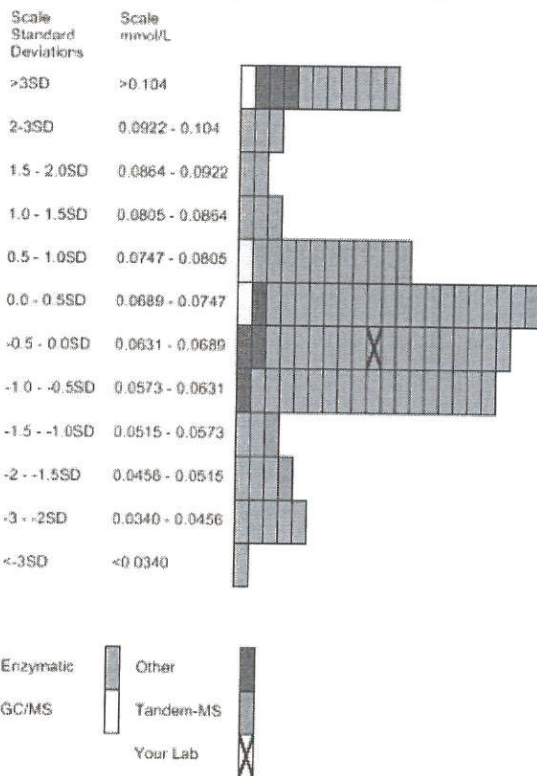 Scale Scale
Standard mmol/L
Deviations
>3SD >0.104
2-3SD 0.0922 - 0.104
1.5 - 2.0SD 0.0864 - 0.0922
1.0 - 1.5SD 0.0805 - 0.0864
0.5 - 1.0SD 0.0747 - 0.0805
0.0 - 0.5SD 0.0689 - 0.0747
-0.5 - 0.0SD 0.0631 - 0.0689
-1.0 - -0.5SD 0.0573 - 0.0631
-1.5 - -1.0SD 0.0515 - 0.0573
-2 - -1.5SD 0.0456 - 0.0515
-3 - -2SD 0.0340 - 0.0456
<-3SD <0.0340
Enzymatic Other
GC/MS Tandem-MS
Your Lab